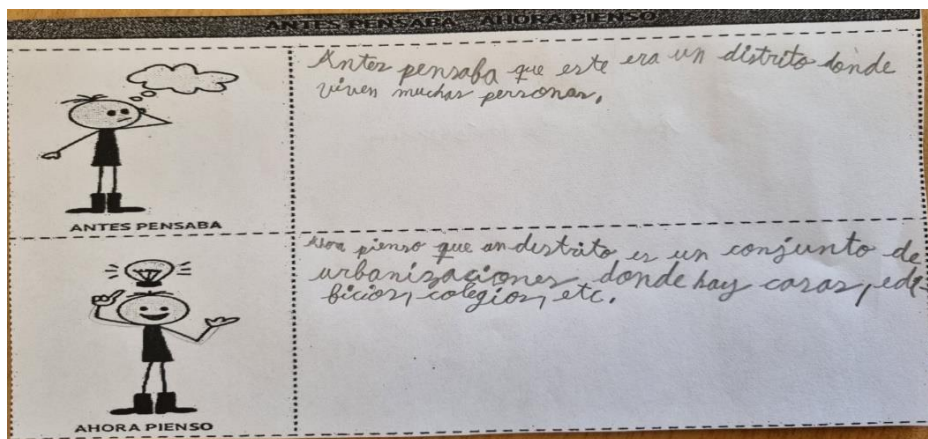 ANTES PENSABA - AHORA PIENSO
Antes pensaba que este era un distrito donde
viven muchas personas.
ANTES PENSABA
Aora pienso que un distrito es un conjunto de
urbanizaciones donde hay casas, edi-
ficios, colegios, etc.
AHORA PIENSO